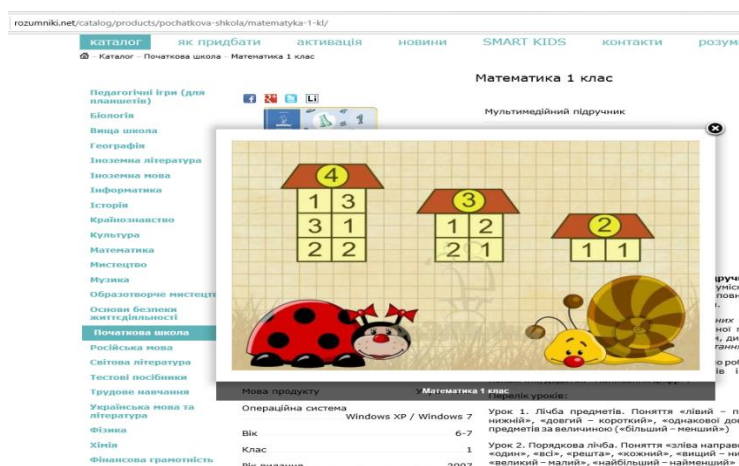 rozumniki.net/catalog/products/pochatkova-shkola/matematyka-1-kl/
каталог як придбати активація новини SMART KIDS контакти розум
- Каталог - Початкова школа - Математика 1 клас
Математика 1 клас
Педагогічні ігри (для
планшетів)
Біологія
Вища школа
Географія
Іноземна література
Іноземна мова
Інформатика
Історія
Країнознавство
Культура
Математика
Мистецтво
Музика
Образотворче мистецт
Основи безпеки
життєдіяльності
Початкова школа
Російська мова
Світова література
Тестові посібники
Трудове навчання
Українська мова та
література
Фізика
Хімія
Фінансова грамотність
Мультимедійний підручник
4
1 3
3 1
2 2
3
1 2
2 1
2
1 1
Математика 1 клас
Мова продукту
Перелік уроків:
Операційна система
Windows XP / Windows 7
Вік 6-7
Клас 1
Рік видання 2007
Урок 1. Лічба предметів. Поняття «лівий – п
нижній», «довгий – короткий», «однакової дов
предметів за величиною («більший – менший»)
Урок 2. Порядкова лічба. Поняття «зліва направо
«один», «всі», «решта», «кожний», «вищий – ни
«великий – малий», «найбільший – найменший»